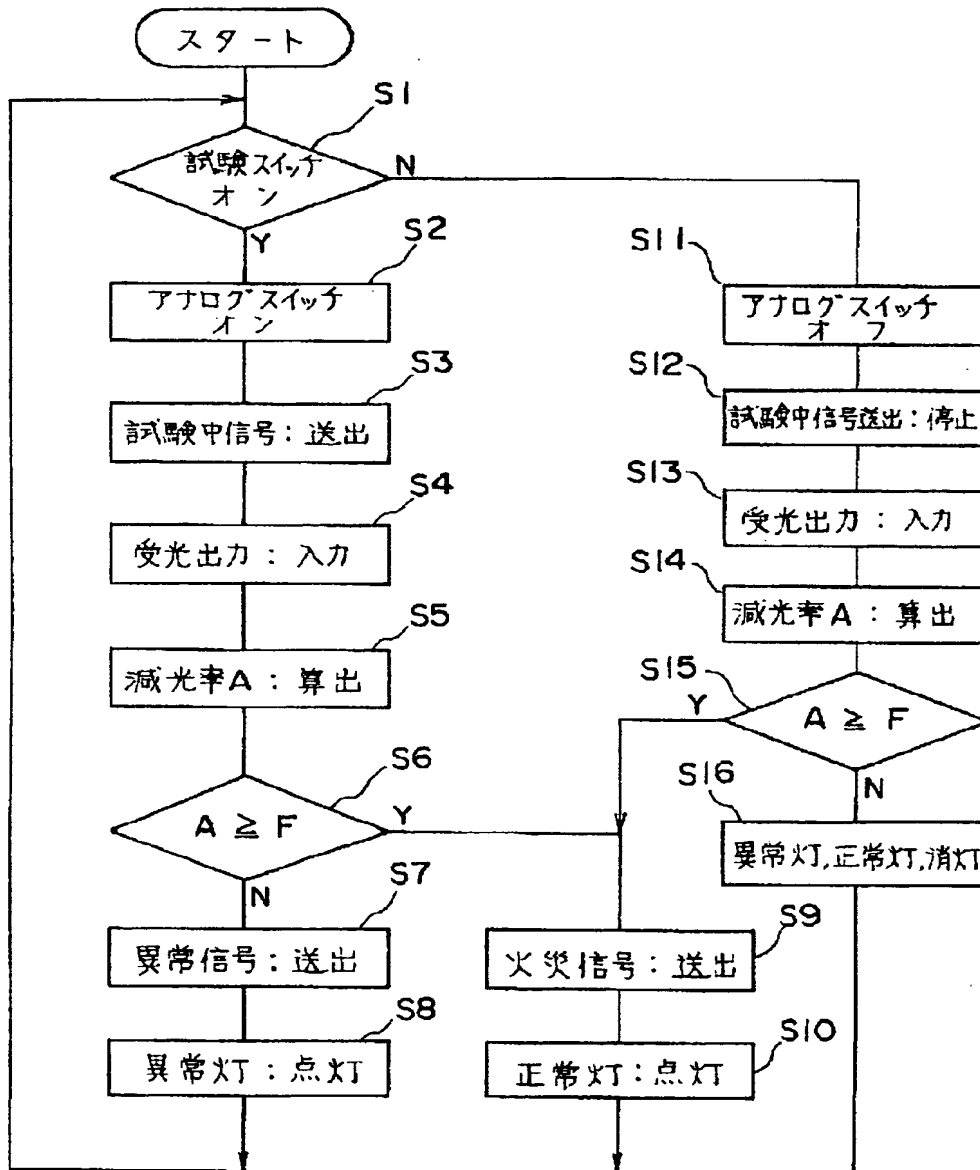 スタート
S1
試験スイッチ
オン
N
Y
S2
アナログスイッチ
オン
S3
試験中信号：送出
S4
受光出力：入力
S5
減光率A：算出
S6
A ≧ F
Y
N
S7
異常信号：送出
S8
異常灯：点灯
S9
火災信号：送出
S10
正常灯：点灯
S11
アナログスイッチ
オフ
S12
試験中信号送出：停止
S13
受光出力：入力
S14
減光率A：算出
S15
Y
A ≧ F
N
S16
異常灯,正常灯,消灯